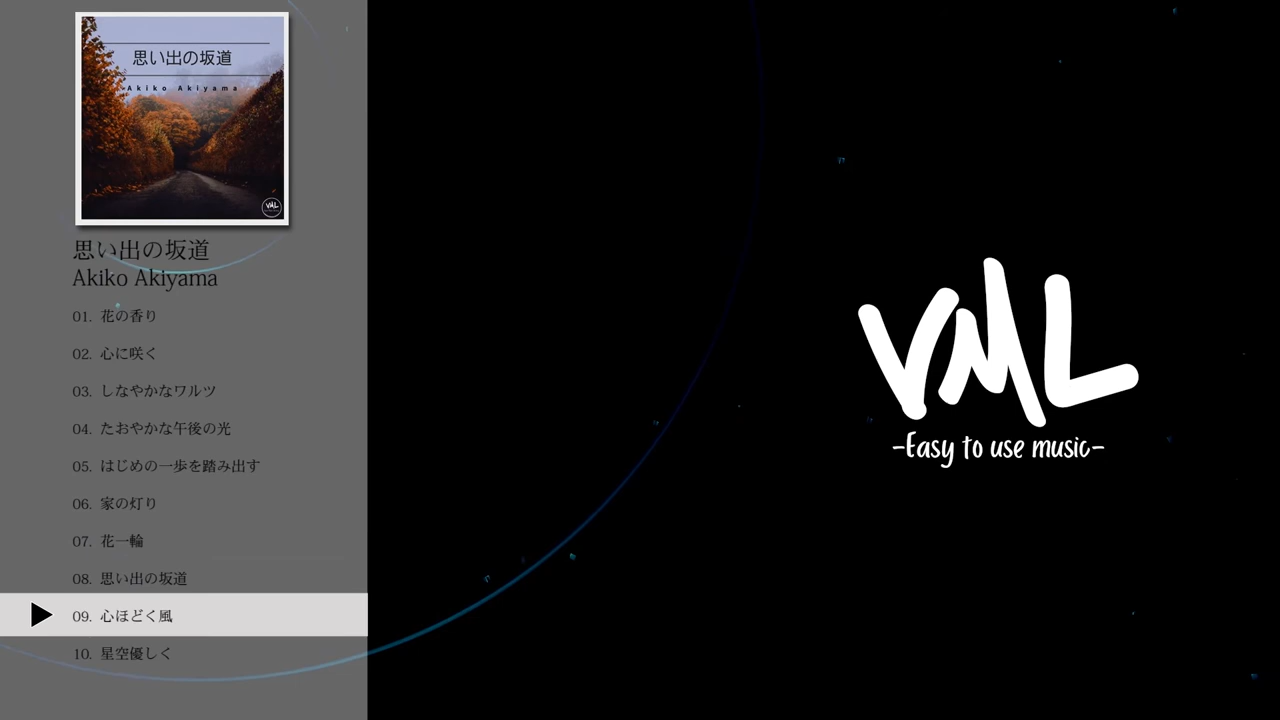 思い出の坂道
Akiko Akiyama
VML
思い出の坂道
Akiko Akiyama
01. 花の香り
02. 心に咲く
03. しなやかなワルツ
04. たおやかな午後の光
05. はじめの一歩を踏み出す
06. 家の灯り
07. 花一輪
08. 思い出の坂道
09. 心ほどく風
10. 星空優しく
VML
-Easy to use music-